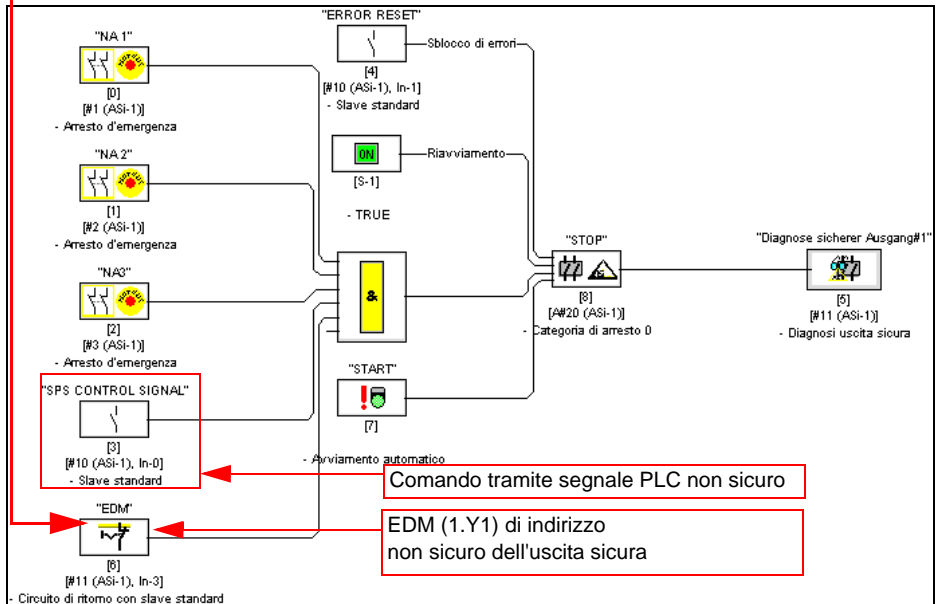 "NA 1"
[0]
[#1 (ASi-1)]
- Arresto d'emergenza
"NA 2"
[1]
[#2 (ASi-1)]
- Arresto d'emergenza
"NA3"
[2]
[#3 (ASi-1)]
- Arresto d'emergenza
"SPS CONTROL SIGNAL"
[3]
[#10 (ASi-1), In-0]
- Slave standard
"EDM"
[6]
[#11 (ASi-1), In-3]
- Circuito di ritorno con slave standard
"ERROR RESET"
Sblocco di errori
[4]
[#10 (ASi-1), In-1]
- Slave standard
ON
Riavviamento
[S-1]
- TRUE
&
"START"
[7]
- Avviamento automatico
"STOP"
[8]
[A#20 (ASi-1)]
- Categoria di arresto 0
"Diagnose sicherer Ausgang#1"
[5]
[#11 (ASi-1)]
- Diagnosi uscita sicura
Comando tramite segnale PLC non sicuro
EDM (1.Y1) di indirizzo
non sicuro dell'uscita sicura